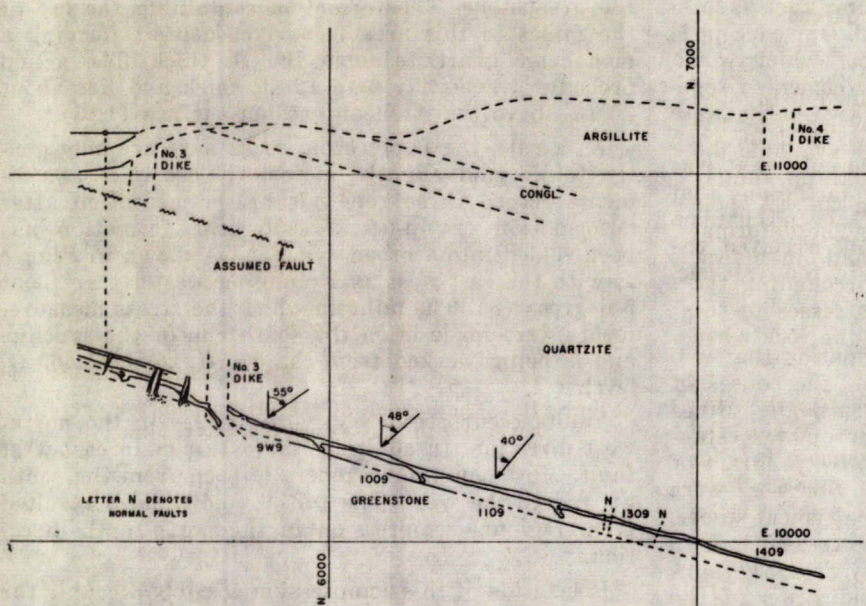 N 7000
ARGILLITE
No. 4
DIKE
E. 11000
No. 3
DIKE
CONGL.
ASSUMED FAULT
QUARTZITE
No. 3
DIKE
55°
48°
40°
9W9
1009
LETTER N DENOTES
NORMAL FAULTS
GREENSTONE
1109
N
1309
N
E. 10000
1409
N 6000